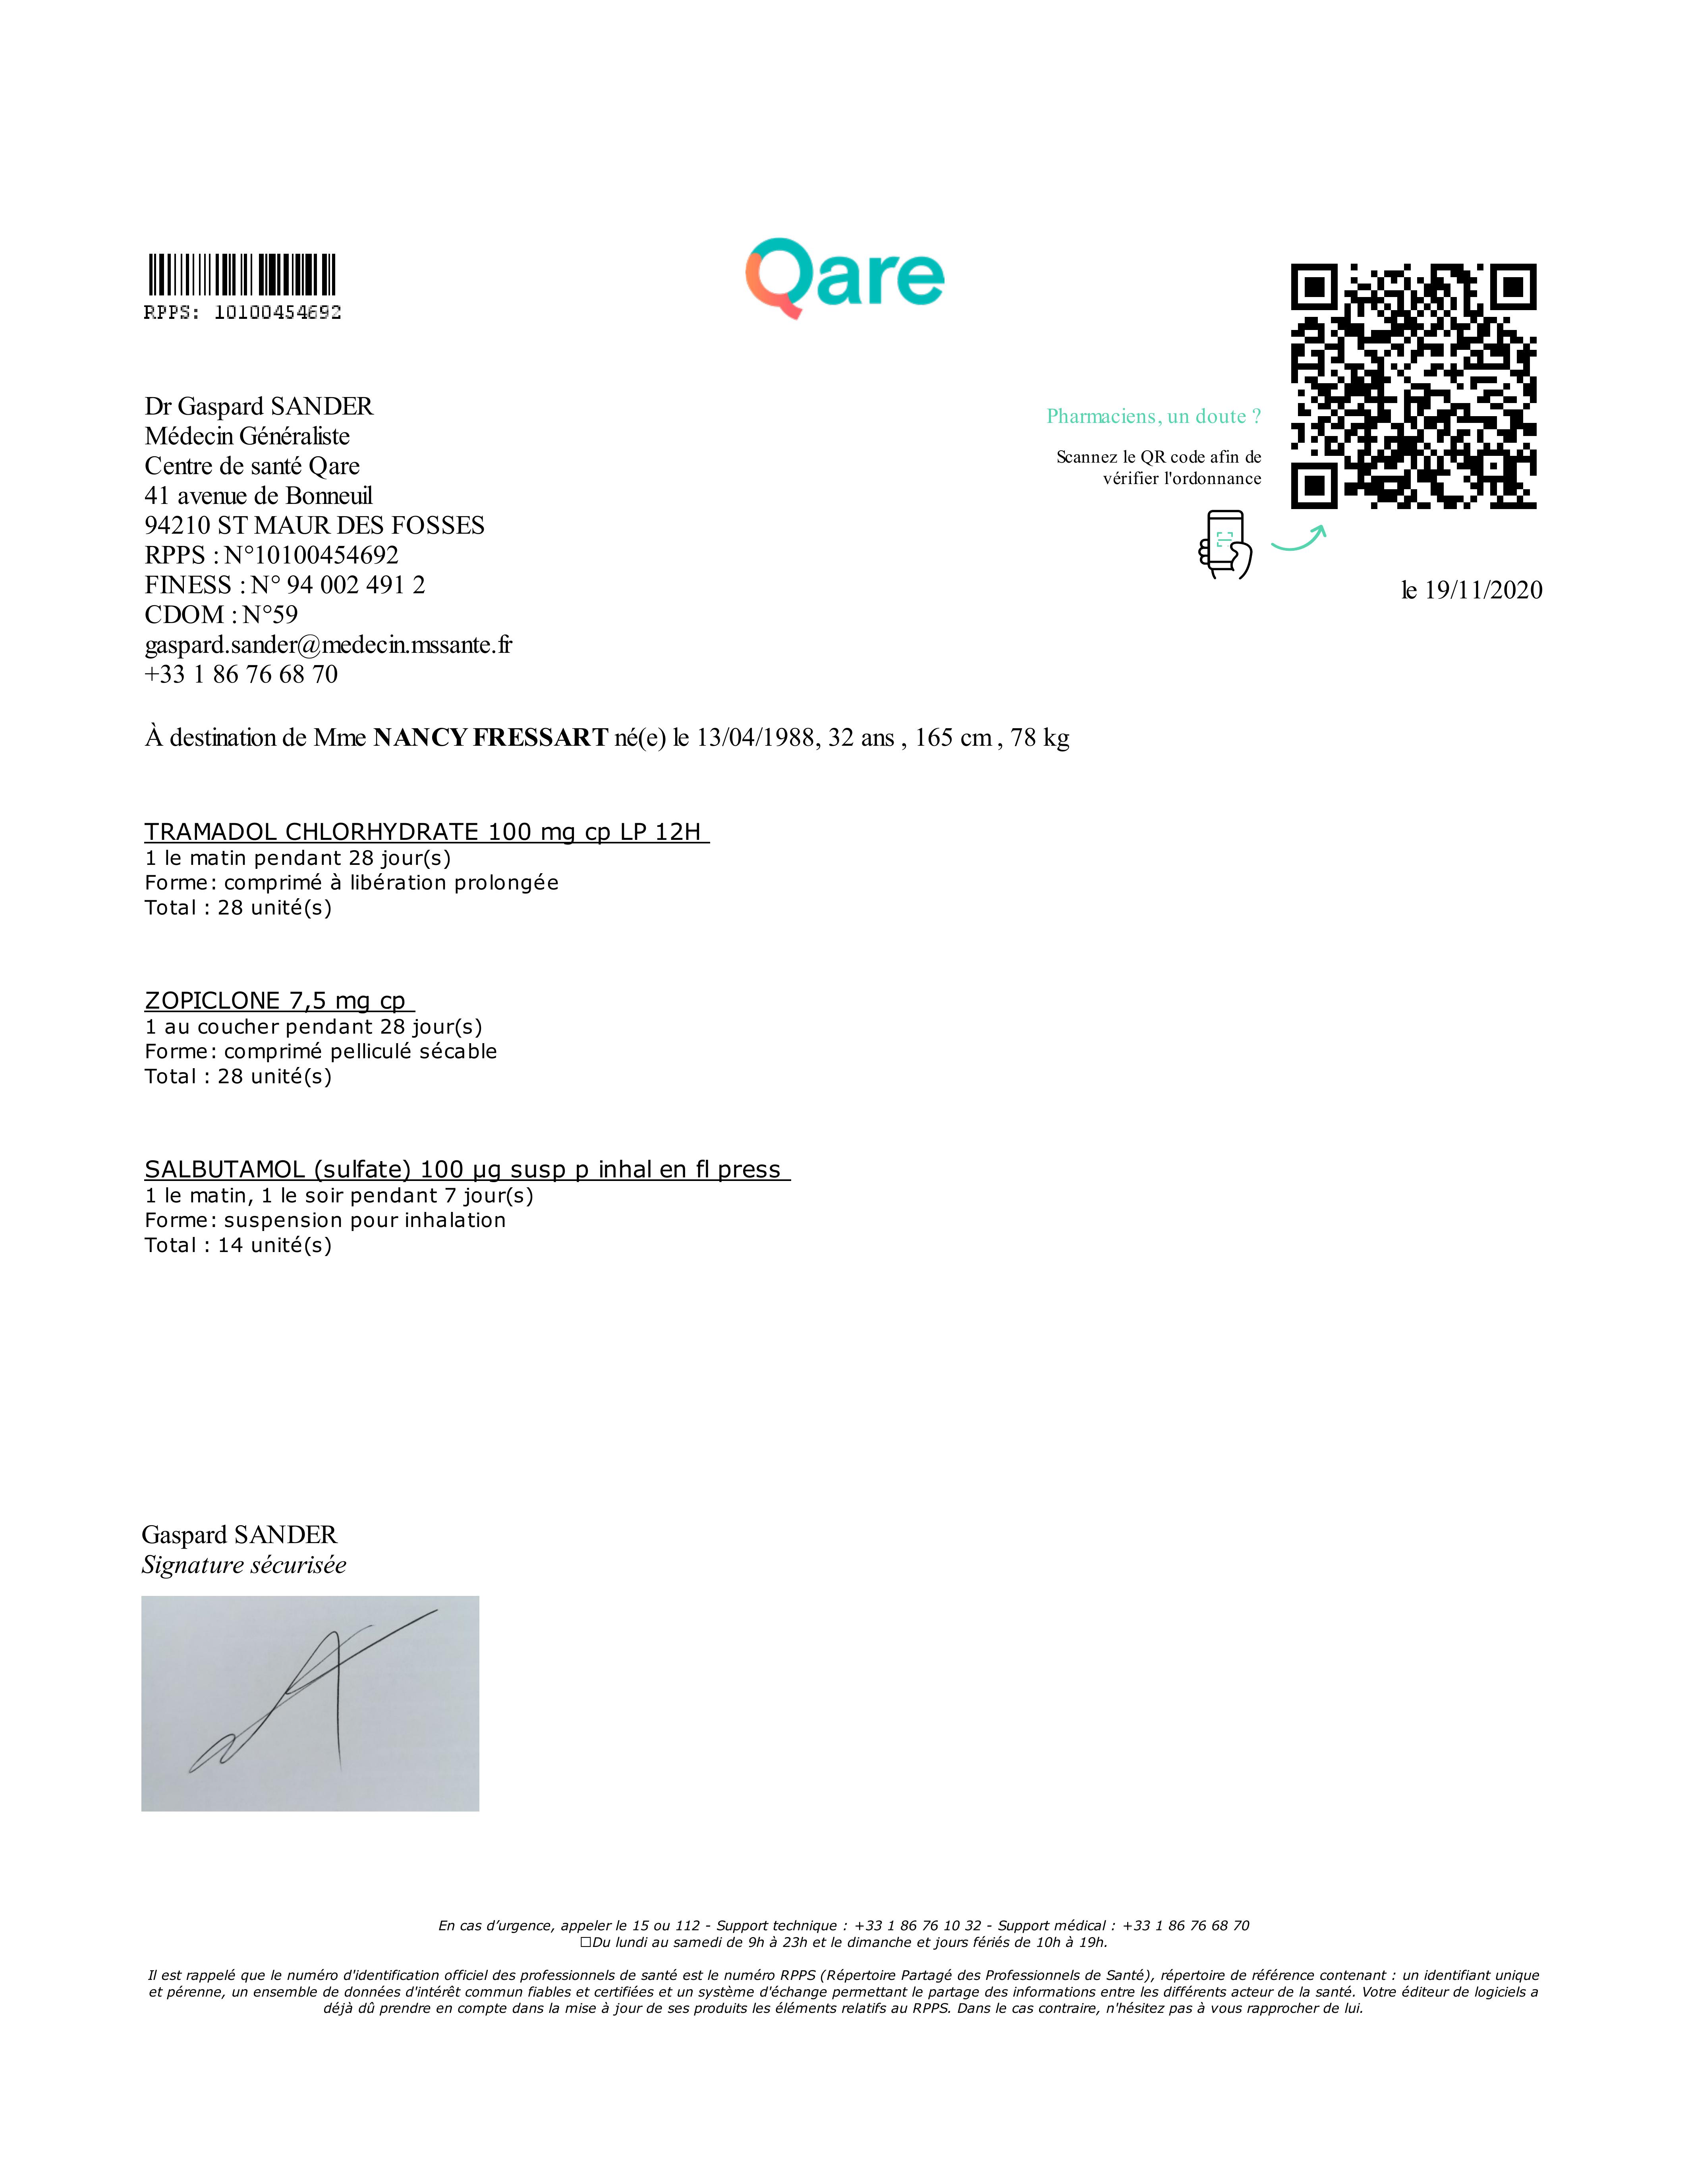 RPPS: 10100454692
Qare
Dr Gaspard SANDER
Médecin Généraliste
Centre de santé Qare
41 avenue de Bonneuil
94210 ST MAUR DES FOSSES
RPPS : N°10100454692
FINESS : N° 94 002 491 2
CDOM : N°59
gaspard.sander@medecin.mssante.fr
+33 1 86 76 68 70
Pharmaciens, un doute ?
Scannez le QR code afin de
vérifier l'ordonnance
le 19/11/2020
À destination de Mme NANCY FRESSART né(e) le 13/04/1988, 32 ans , 165 cm , 78 kg
TRAMADOL CHLORHYDRATE 100 mg cp LP 12H
1 le matin pendant 28 jour(s)
Forme: comprimé à libération prolongée
Total : 28 unité(s)
ZOPICLONE 7,5 mg cp
1 au coucher pendant 28 jour(s)
Forme: comprimé pelliculé sécable
Total : 28 unité(s)
SALBUTAMOL (sulfate) 100 µg susp p inhal en fl press
1 le matin, 1 le soir pendant 7 jour(s)
Forme: suspension pour inhalation
Total : 14 unité(s)
Gaspard SANDER
Signature sécurisée
En cas d’urgence, appeler le 15 ou 112 - Support technique : +33 1 86 76 10 32 - Support médical : +33 1 86 76 68 70
Du lundi au samedi de 9h à 23h et le dimanche et jours fériés de 10h à 19h.
Il est rappelé que le numéro d'identification officiel des professionnels de santé est le numéro RPPS (Répertoire Partagé des Professionnels de Santé), répertoire de référence contenant : un identifiant unique
et pérenne, un ensemble de données d'intérêt commun fiables et certifiées et un système d'échange permettant le partage des informations entre les différents acteur de la santé. Votre éditeur de logiciels a
déjà dû prendre en compte dans la mise à jour de ses produits les éléments relatifs au RPPS. Dans le cas contraire, n'hésitez pas à vous rapprocher de lui.